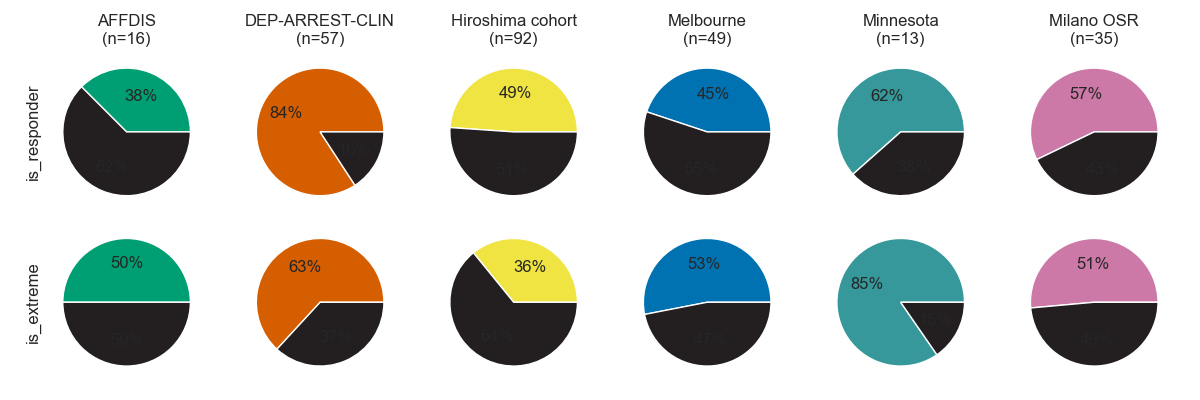 AFFDIS
(n=16)
DEP-ARREST-CLIN
(n=57)
Hiroshima cohort
(n=92)
Melbourne
(n=49)
Minnesota
(n=13)
Milano OSR
(n=35)
is_responder
38%
62%
84%
16%
49%
51%
45%
55%
62%
38%
57%
43%
is_extreme
50%
50%
63%
37%
36%
64%
53%
47%
85%
15%
51%
49%